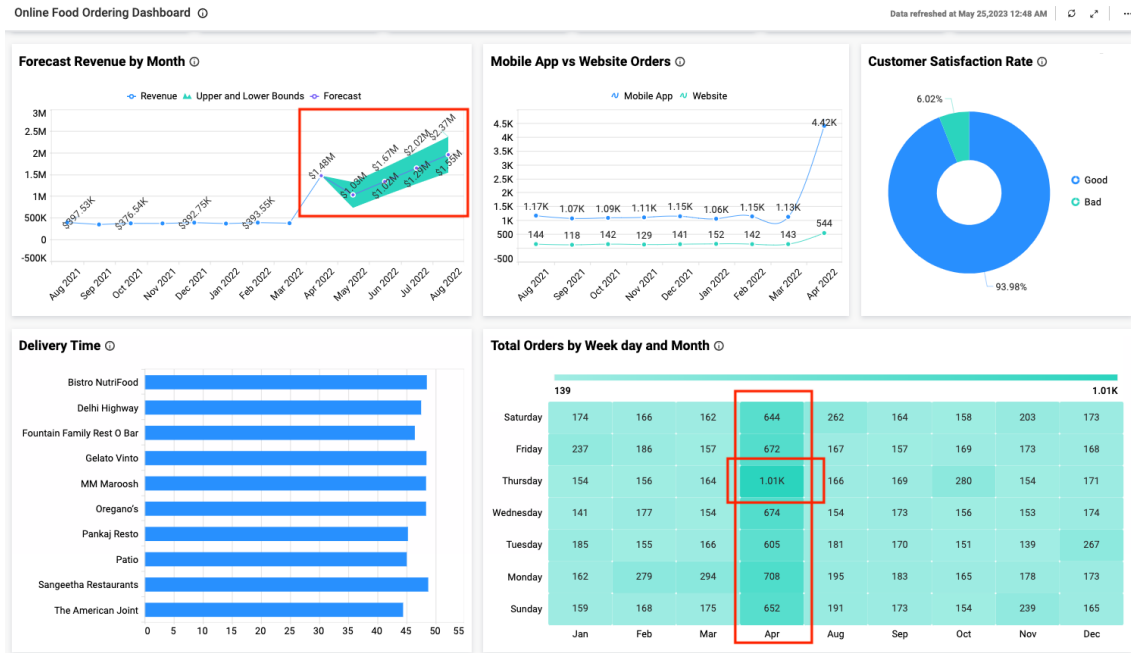 Online Food Ordering Dashboard
Data refreshed at May 25,2023 12:48 AM
Forecast Revenue by Month
Revenue Upper and Lower Bounds Forecast
3M
2.5M
2M
1.5M
1M
500K
0
-500K
$397.53K
$376.54K
$392.75K
$393.55K
$1.48M
$1.03M
$1.67M
$1.02M
$2.02M
$1.29M
$2.37M
$1.55M
Aug 2021 Sep 2021 Oct 2021 Nov 2021 Dec 2021 Jan 2022 Feb 2022 Mar 2022 Apr 2022 May 2022 Jun 2022 Jul 2022 Aug 2022
Mobile App vs Website Orders
Mobile App Website
4.5K
4K
3.5K
3K
2.5K
2K
1.5K
1K
500
-500
1.17K 1.07K 1.09K 1.11K 1.15K 1.06K 1.15K 1.13K 4.42K
144 118 142 129 141 152 142 143 544
Aug 2021 Sep 2021 Oct 2021 Nov 2021 Dec 2021 Jan 2022 Feb 2022 Mar 2022 Apr 2022
Customer Satisfaction Rate
6.02%
93.98%
Good
Bad
Delivery Time
Bistro NutriFood
Delhi Highway
Fountain Family Rest O Bar
Gelato Vinto
MM Maroosh
Oregano's
Pankaj Resto
Patio
Sangeetha Restaurants
The American Joint
0 5 10 15 20 25 30 35 40 45 50 55
Total Orders by Week day and Month
139 1.01K
Saturday 174 166 162 644 262 164 158 203 173
Friday 237 186 157 672 167 157 169 173 168
Thursday 154 156 164 1.01K 166 169 280 154 171
Wednesday 141 177 154 674 154 173 156 153 174
Tuesday 185 155 166 605 181 170 151 139 267
Monday 162 279 294 708 195 183 165 178 173
Sunday 159 168 175 652 191 173 154 239 165
Jan Feb Mar Apr Aug Sep Oct Nov Dec